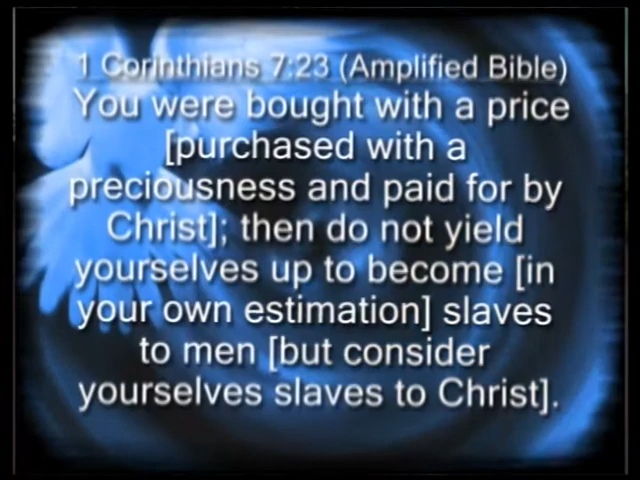 1 Corinthians 7:23 (Amplified Bible)
You were bought with a price
[purchased with a
preciousness and paid for by
Christ]; then do not yield
yourselves up to become [in
your own estimation] slaves
to men [but consider
yourselves slaves to Christ].